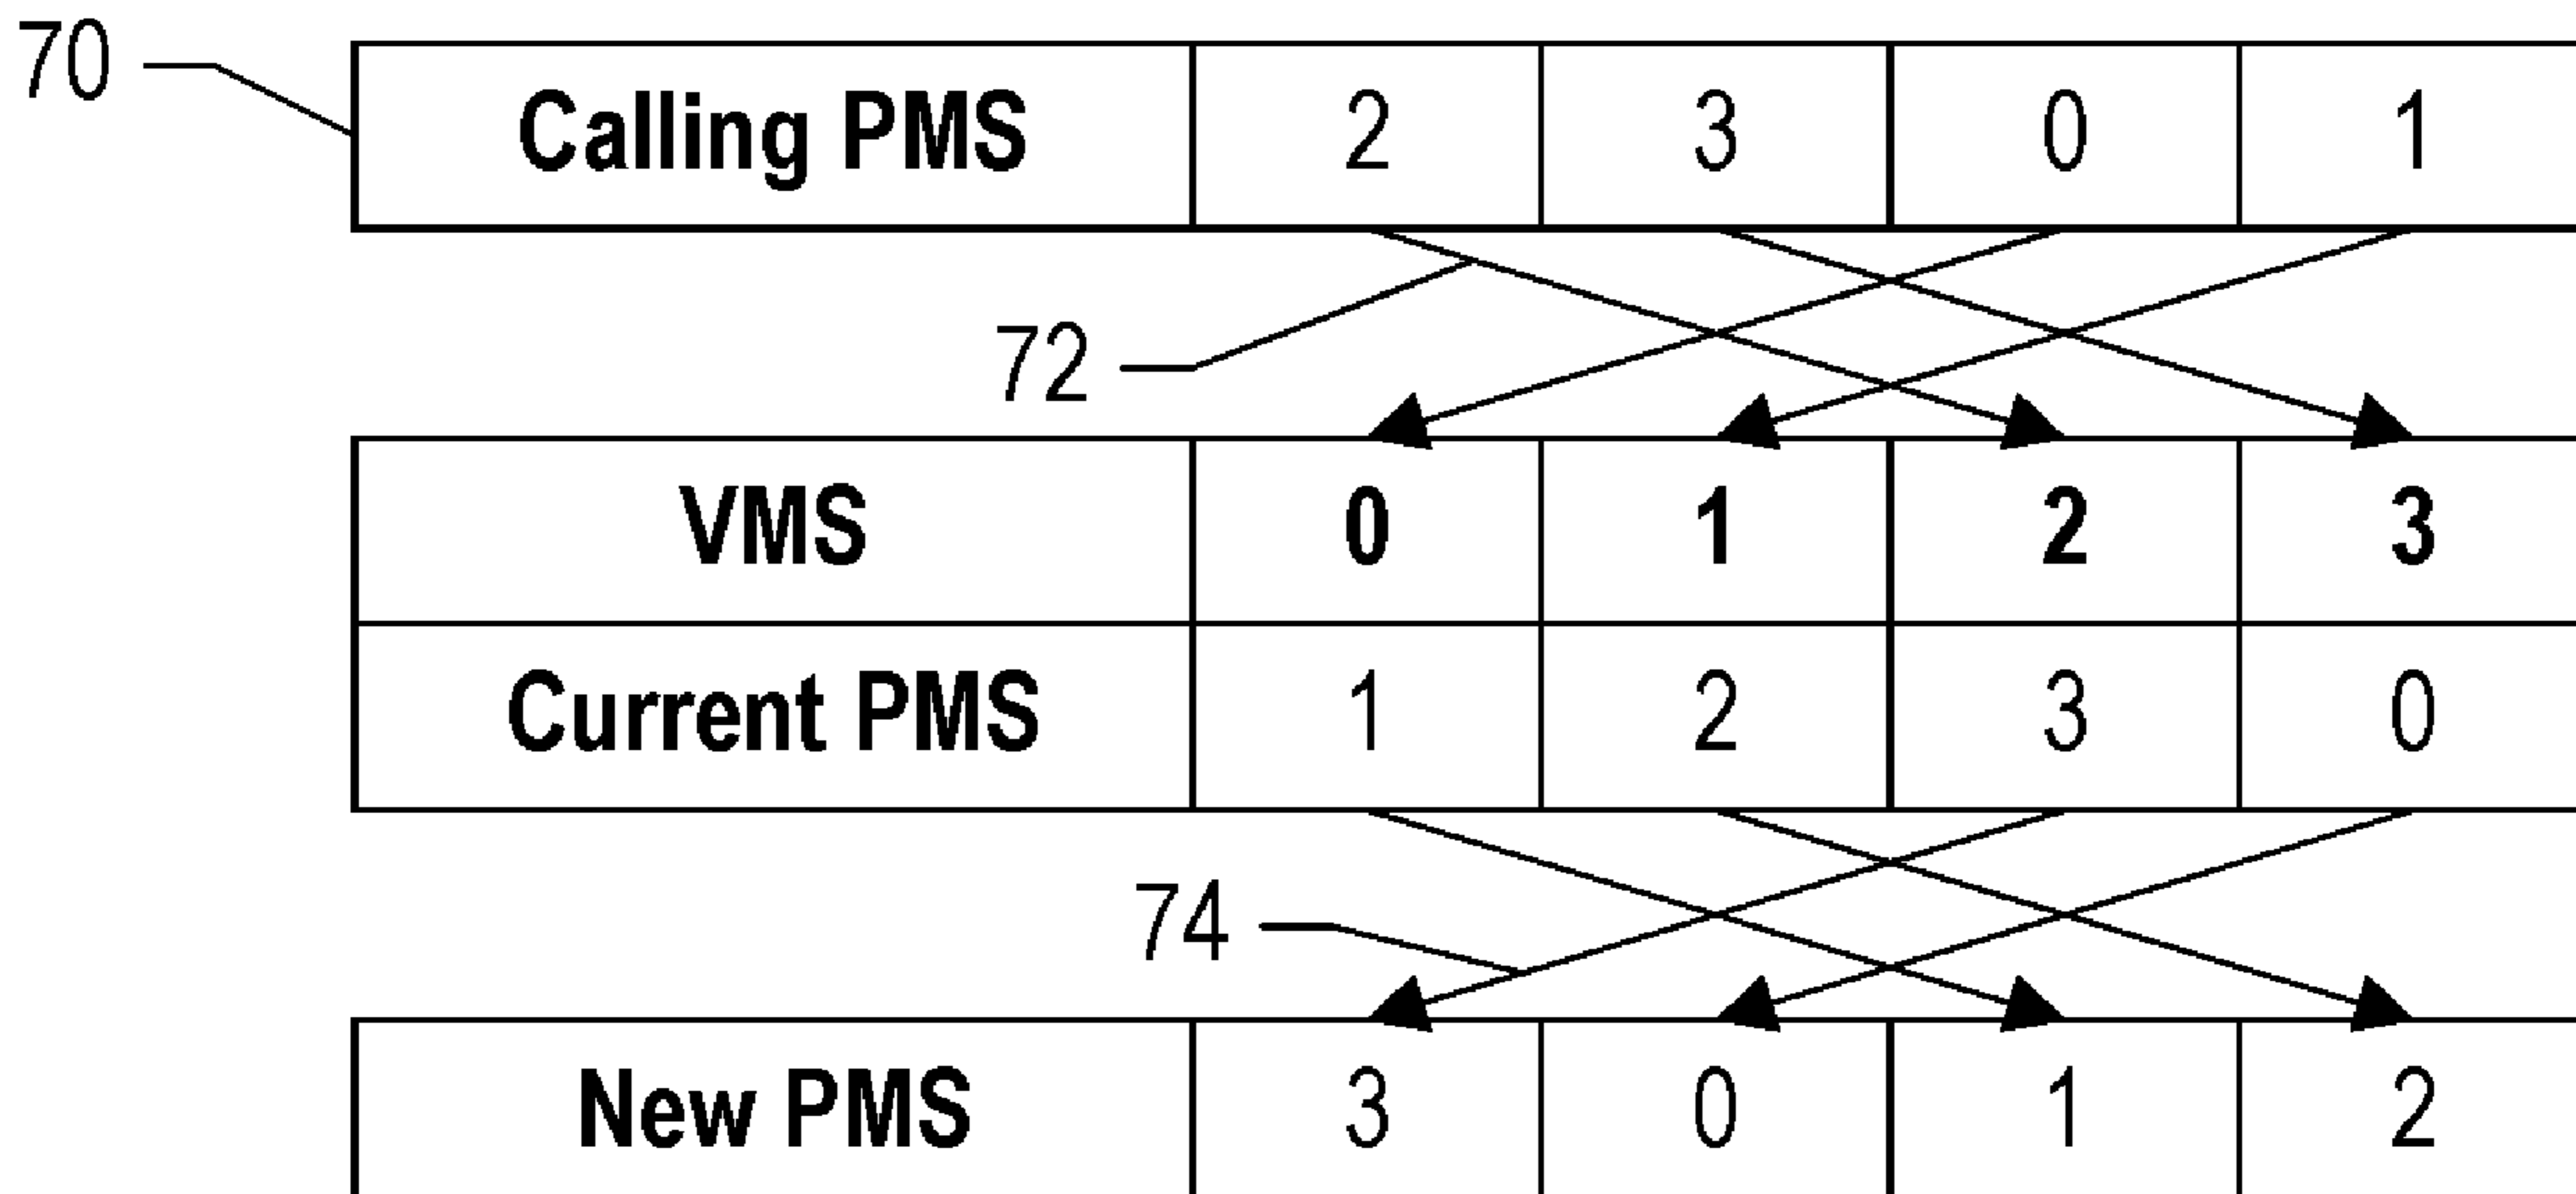 70
Calling PMS 2 3 0 1
72
VMS 0 1 2 3
Current PMS 1 2 3 0
74
New PMS 3 0 1 2